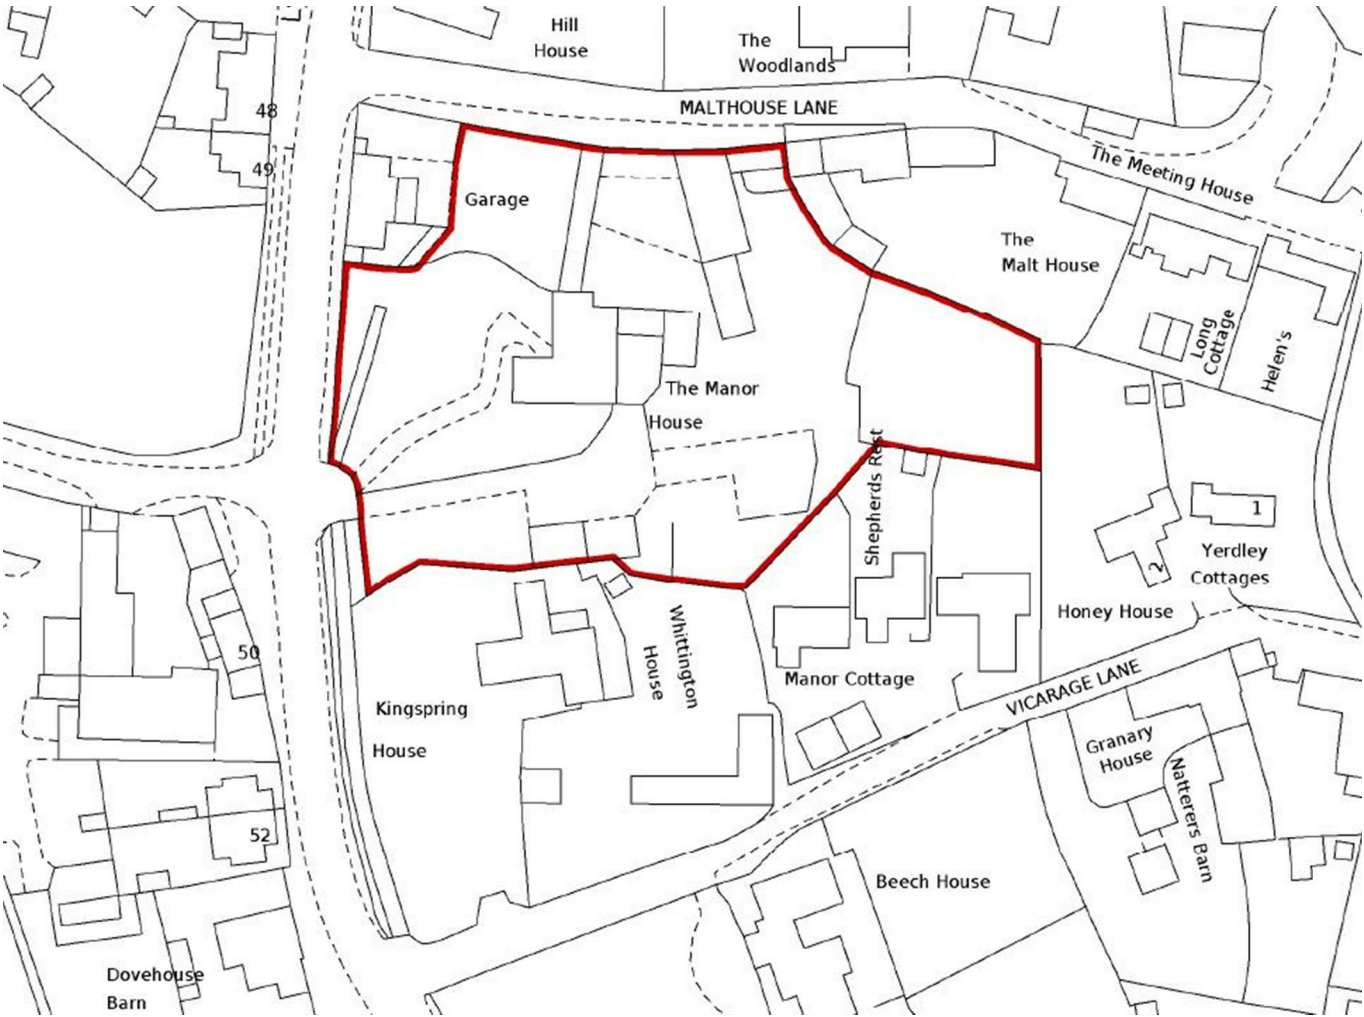 Hill
House
The
Woodlands
MALTHOUSE LANE
48
49
The Meeting House
Garage
The
Malt House
Long
Cottage
Helen's
The Manor
House
Shepherds Rest
1
2
Yerdley
Cottages
Honey House
50
Whittington
House
Manor Cottage
VICARAGE LANE
Kingspring
House
Granary
House
Natterers Barn
52
Beech House
Dovehouse
Barn